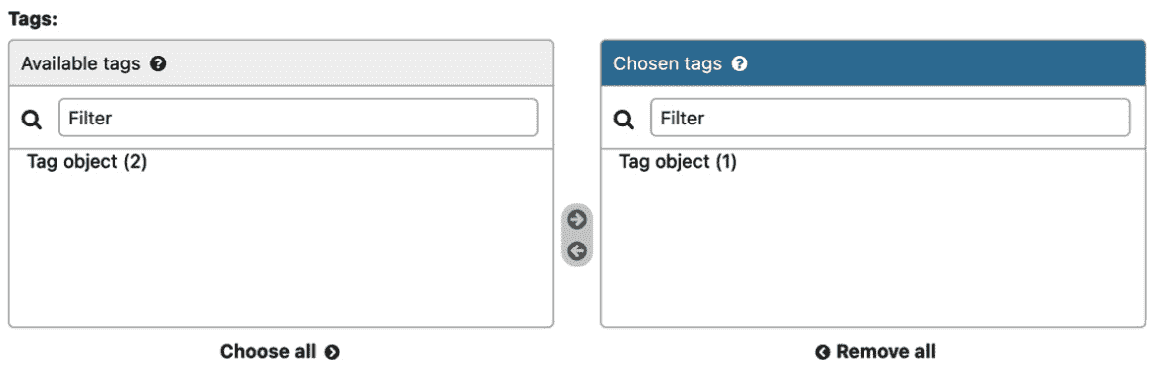 Tags:
Available tags
Chosen tags
Filter
Filter
Tag object (2)
Tag object (1)
Choose all
Remove all